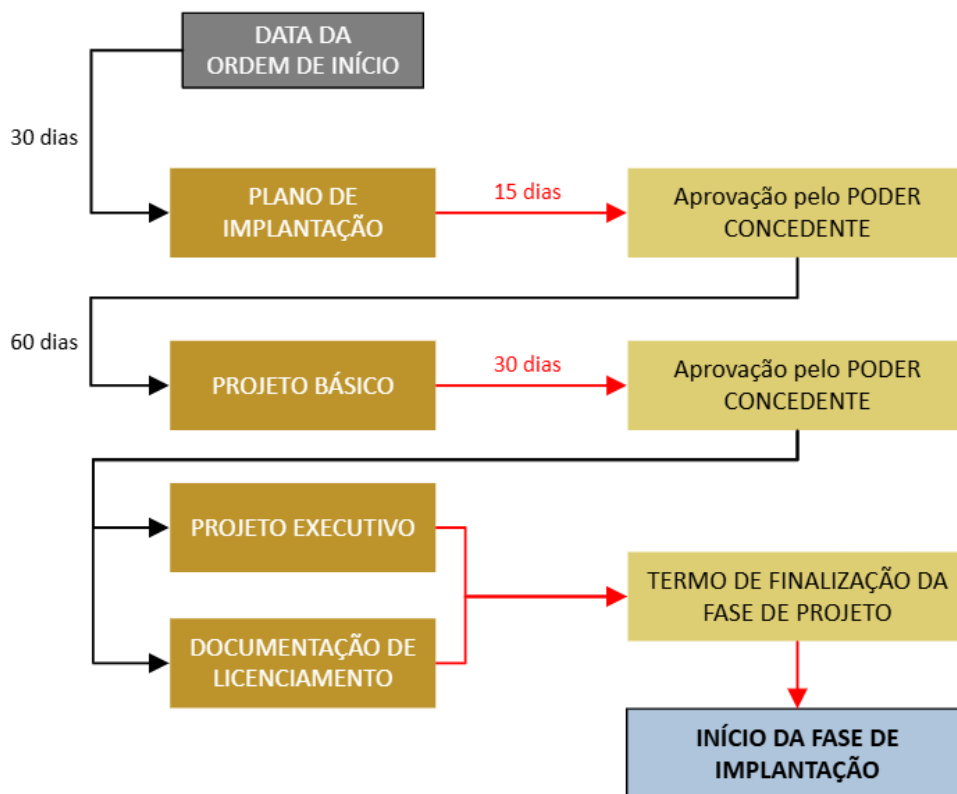 DATA DA
ORDEM DE INÍCIO
30 dias
PLANO DE
IMPLANTAÇÃO
15 dias
Aprovação pelo PODER
CONCEDENTE
60 dias
PROJETO BÁSICO
30 dias
Aprovação pelo PODER
CONCEDENTE
PROJETO EXECUTIVO
DOCUMENTAÇÃO DE
LICENCIAMENTO
TERMO DE FINALIZAÇÃO DA
FASE DE PROJETO
INÍCIO DA FASE DE
IMPLANTAÇÃO